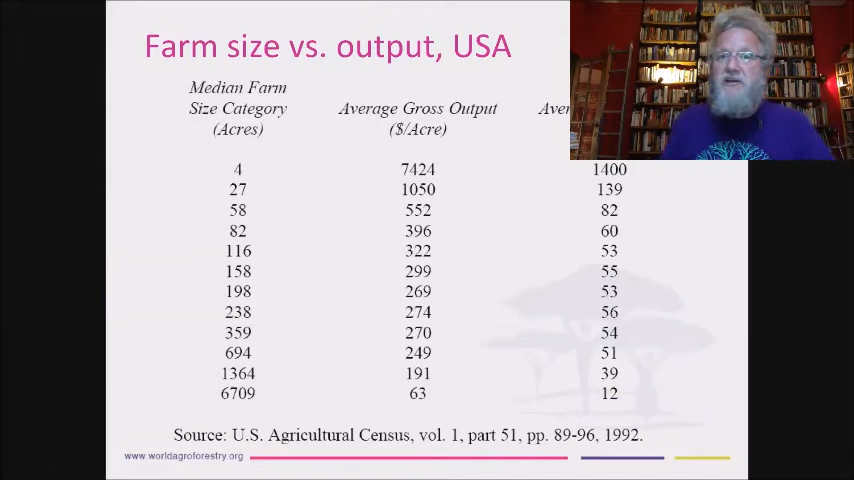 Farm size vs. output, USA
Median Farm
Size Category
(Acres)
Average Gross Output
($/Acre)
4 7424 1400
27 1050 139
58 552 82
82 396 60
116 322 53
158 299 55
198 269 53
238 274 56
359 270 54
694 249 51
1364 191 39
6709 63 12
Source: U.S. Agricultural Census, vol. 1, part 51, pp. 89-96, 1992.
www.worldagroforestry.org